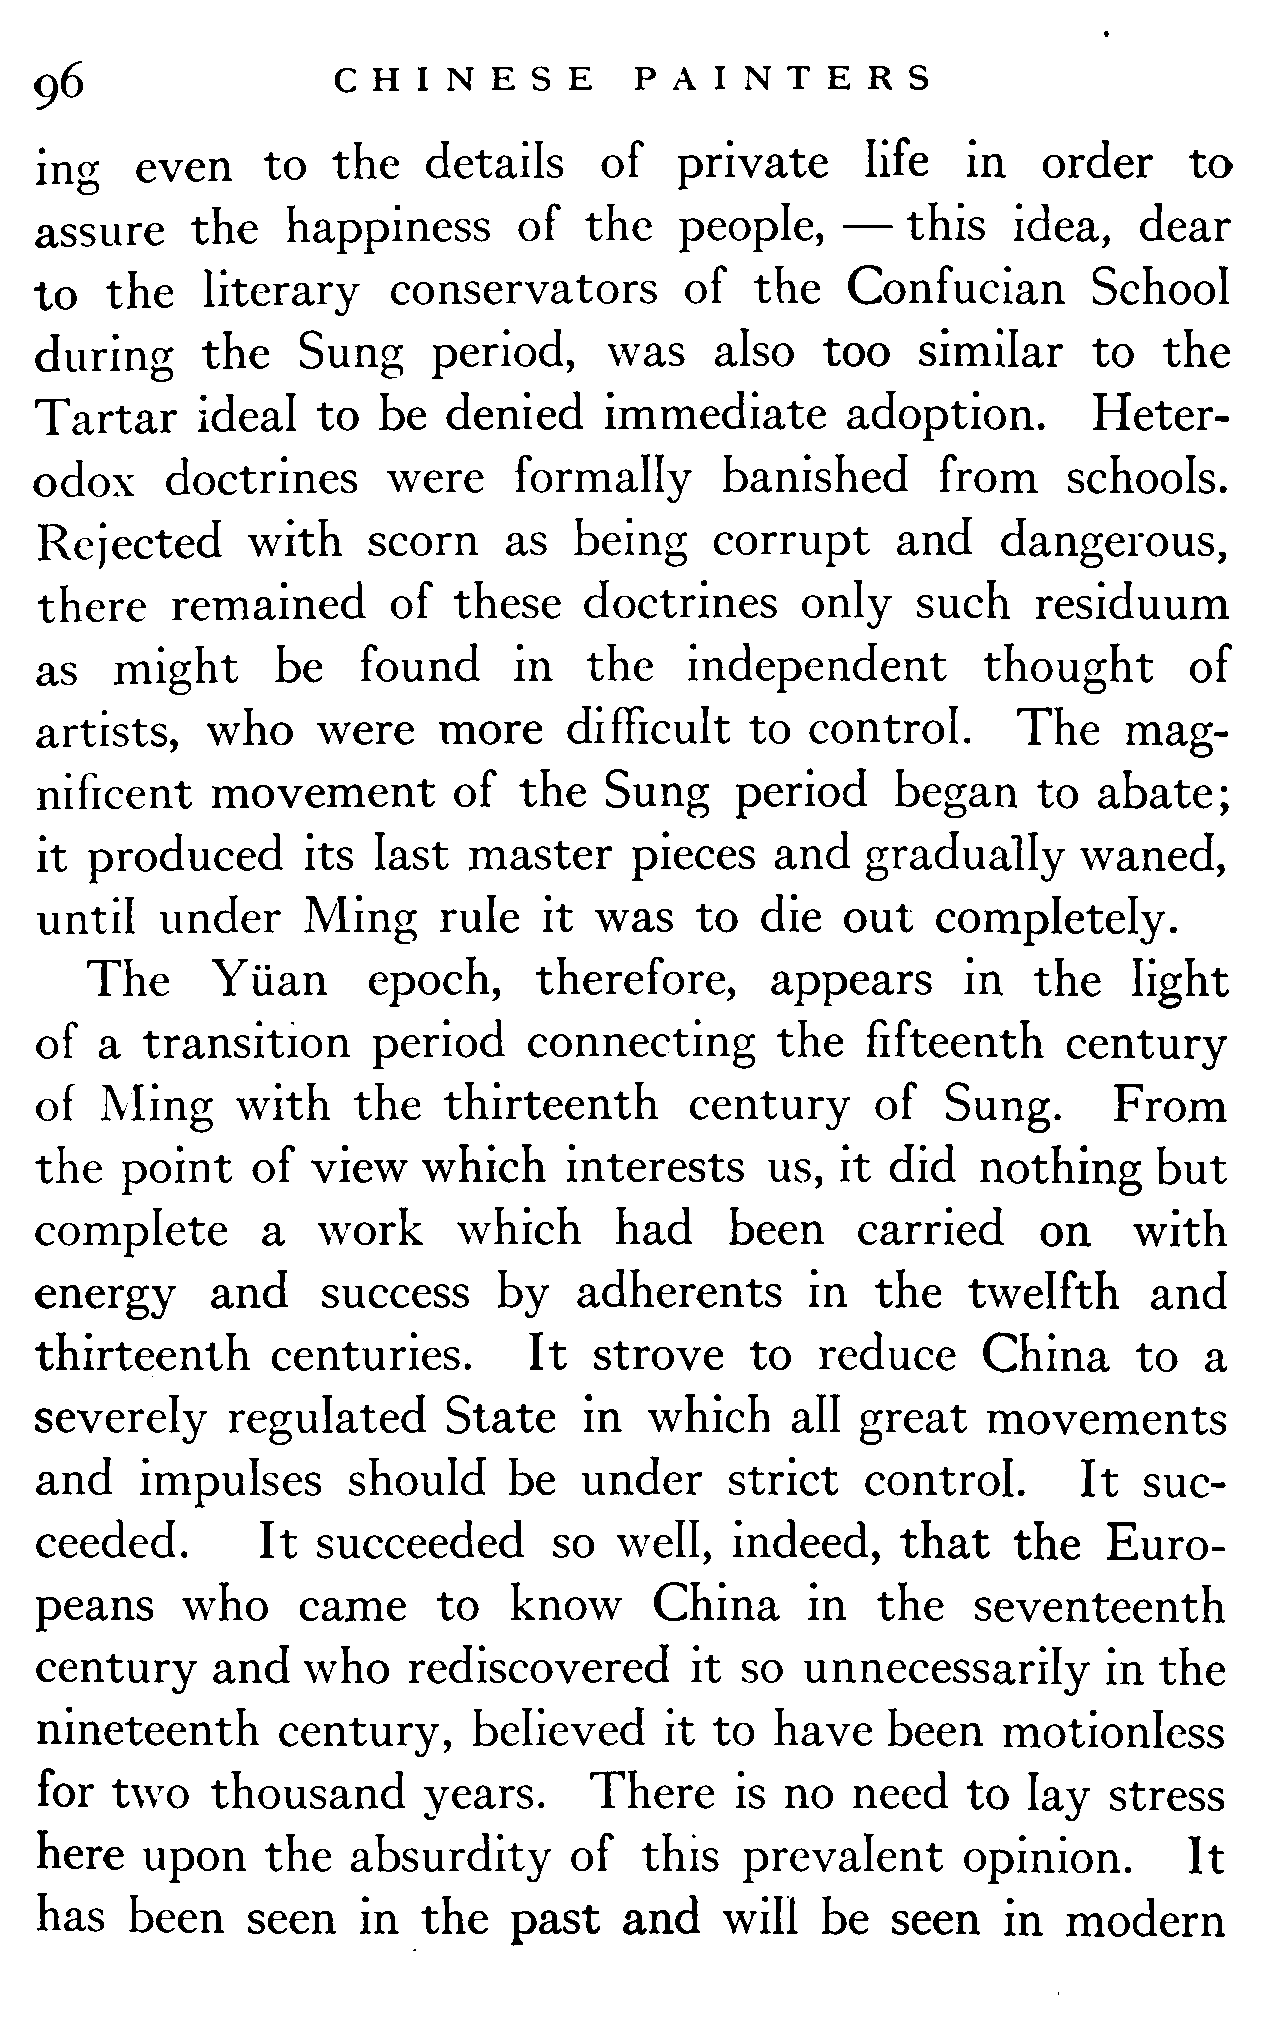 96 CHINESE PAINTERS
ing even to the details of private life in order to
assure the happiness of the people, — this idea, dear
to the literary conservators of the Confucian School
during the Sung period, was also too similar to the
Tartar ideal to be denied immediate adoption. Heter-
odox doctrines were formally banished from schools.
Rejected with scorn as being corrupt and dangerous,
there remained of these doctrines only such residuum
as might be found in the independent thought of
artists, who were more difficult to control. The mag-
nificent movement of the Sung period began to abate;
it produced its last master pieces and gradually waned,
until under Ming rule it was to die out completely.
The Yüan epoch, therefore, appears in the light
of a transition period connecting the fifteenth century
of Ming with the thirteenth century of Sung. From
the point of view which interests us, it did nothing but
complete a work which had been carried on with
energy and success by adherents in the twelfth and
thirteenth centuries. It strove to reduce China to a
severely regulated State in which all great movements
and impulses should be under strict control. It suc-
ceeded. It succeeded so well, indeed, that the Euro-
peans who came to know China in the seventeenth
century and who rediscovered it so unnecessarily in the
nineteenth century, believed it to have been motionless
for two thousand years. There is no need to lay stress
here upon the absurdity of this prevalent opinion. It
has been seen in the past and will be seen in modern